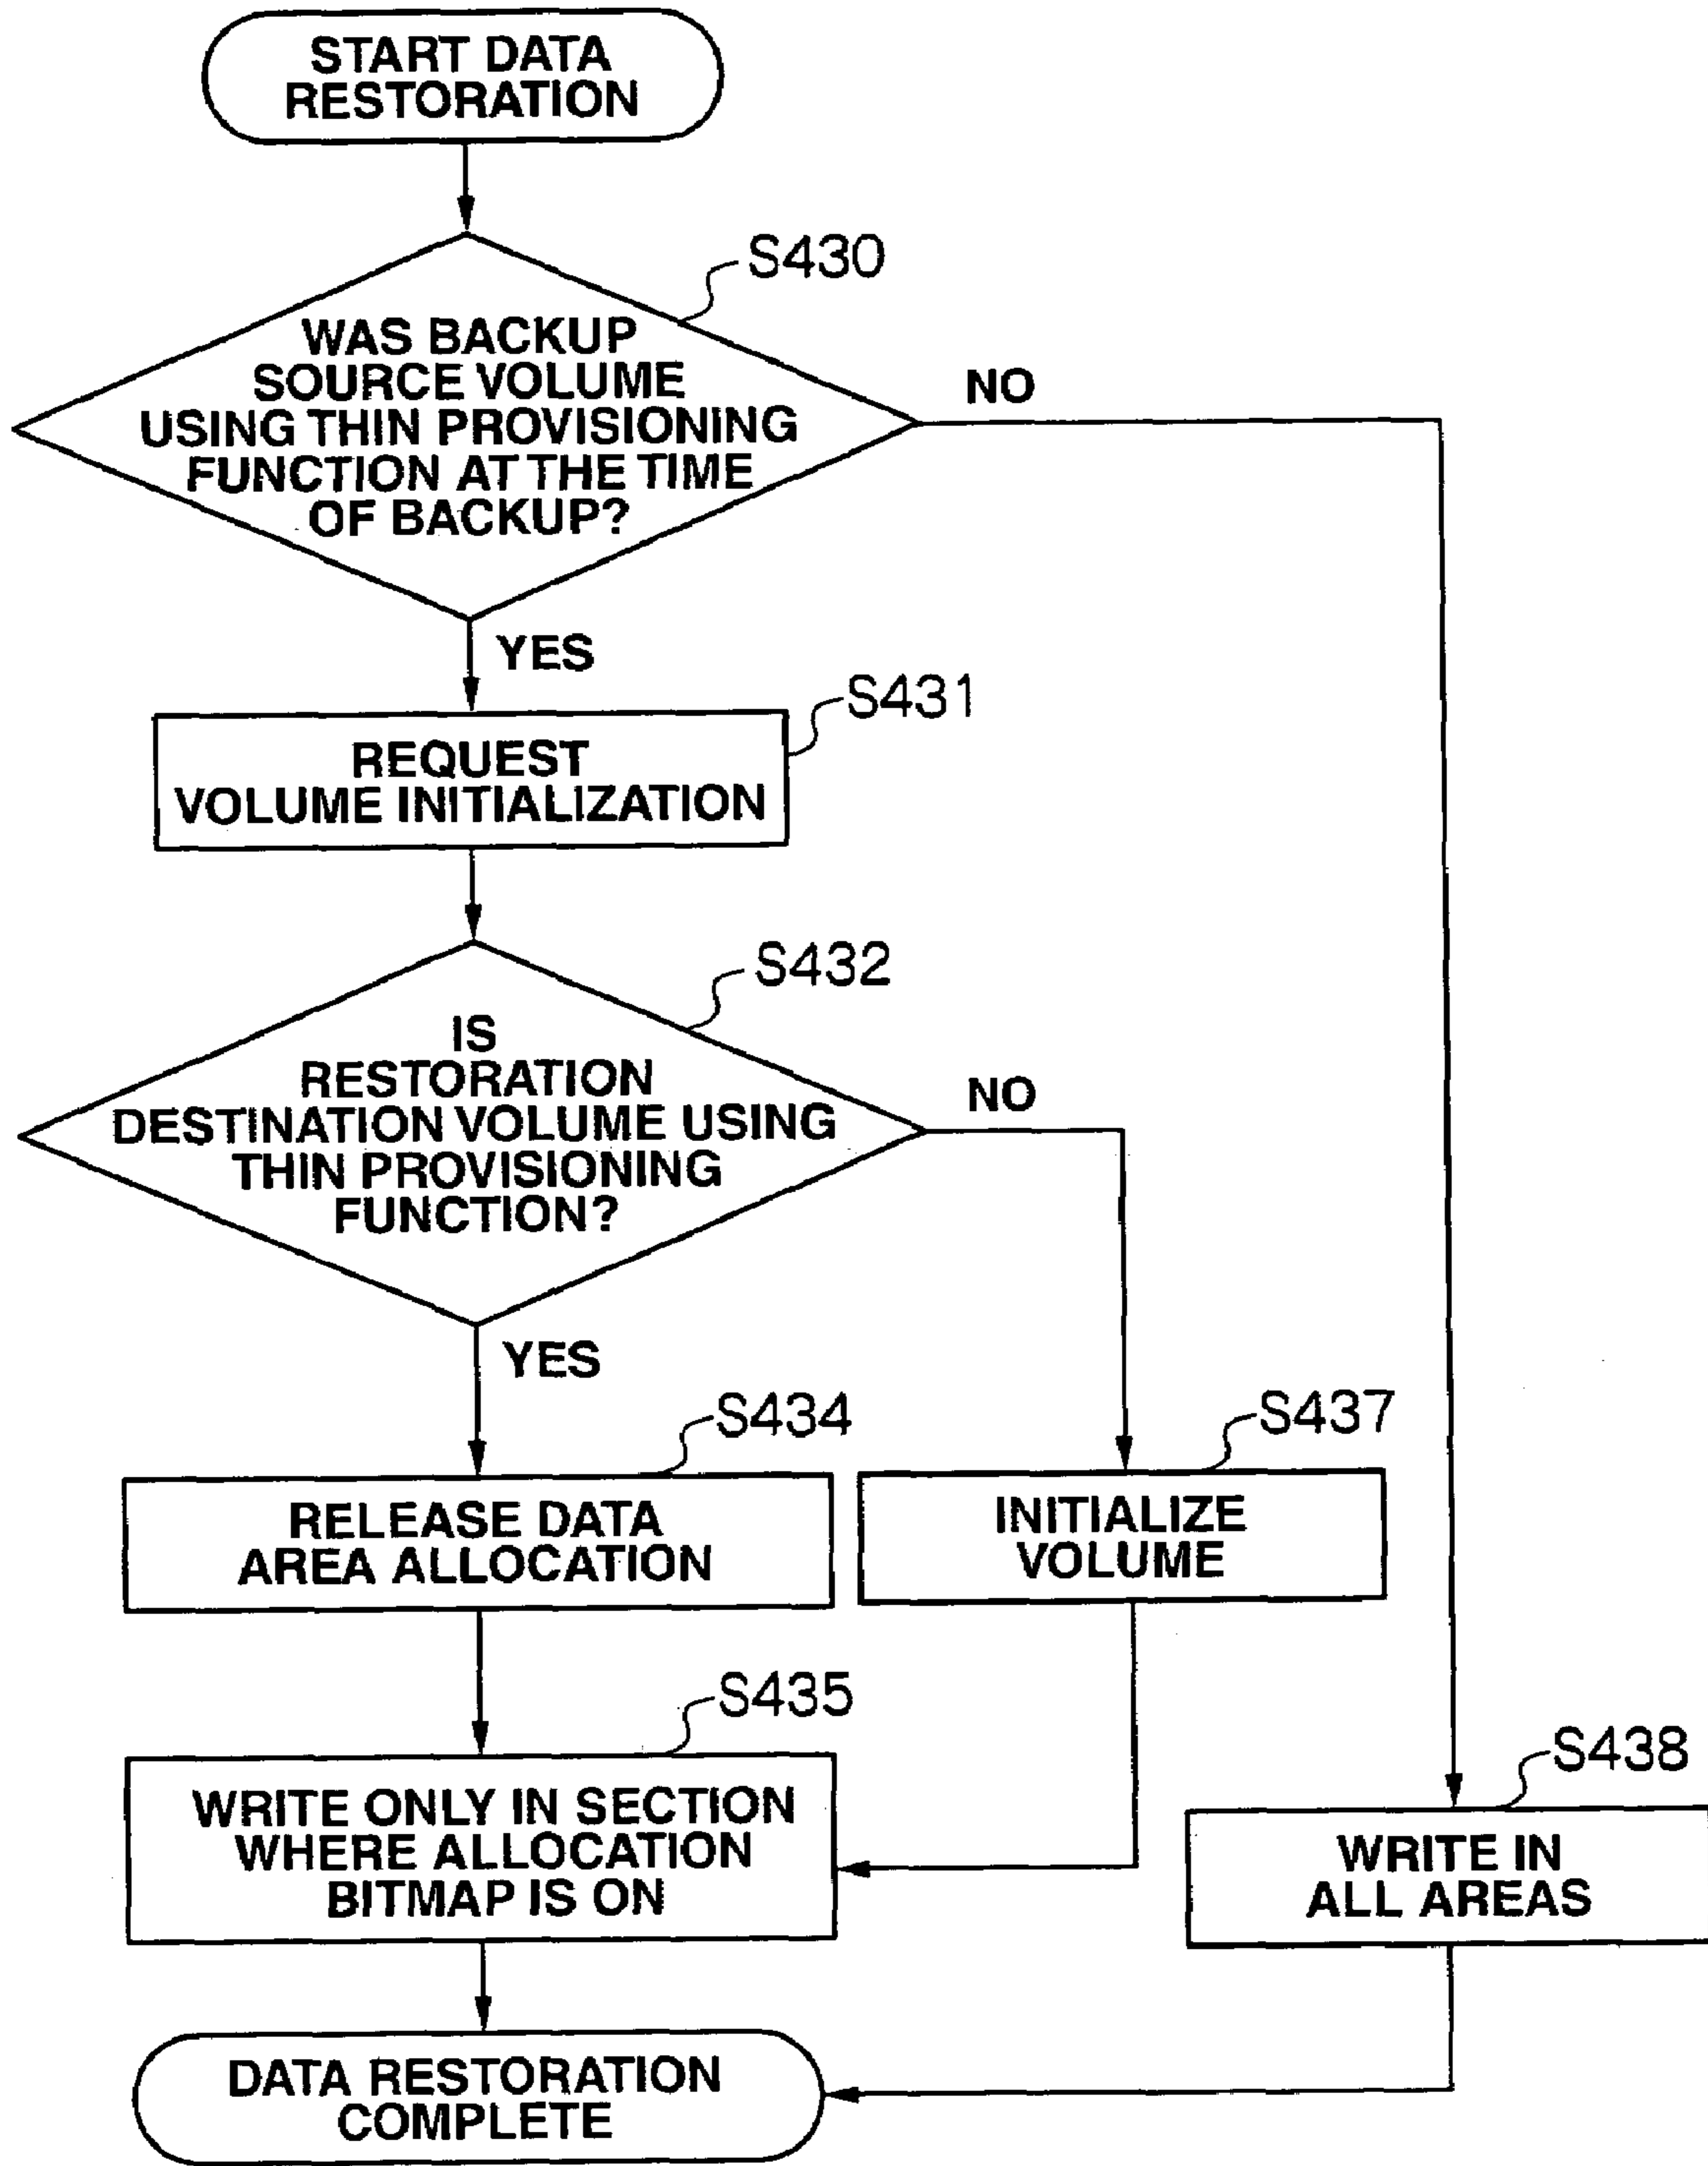 START DATA
RESTORATION
S430
WAS BACKUP
SOURCE VOLUME
USING THIN PROVISIONING
FUNCTION AT THE TIME
OF BACKUP?
NO
YES
S431
REQUEST
VOLUME INITIALIZATION
S432
IS
RESTORATION
DESTINATION VOLUME USING
THIN PROVISIONING
FUNCTION?
NO
YES
S434
RELEASE DATA
AREA ALLOCATION
S437
INITIALIZE
VOLUME
S435
WRITE ONLY IN SECTION
WHERE ALLOCATION
BITMAP IS ON
S438
WRITE IN
ALL AREAS
DATA RESTORATION
COMPLETE